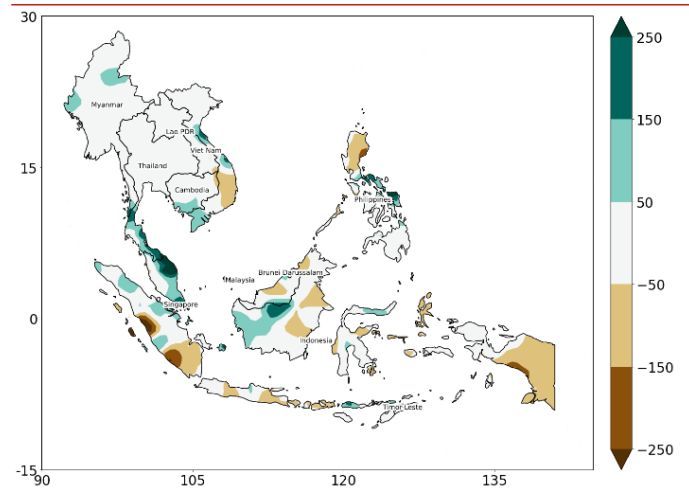 30
15
0
-15
90
105
120
135
Myanmar
Lao PDR
Viet Nam
Thailand
Cambodia
Philippines
Brunei Darussalam
Malaysia
Singapore
Indonesia
Timor-Leste
250
150
50
−50
−150
−250